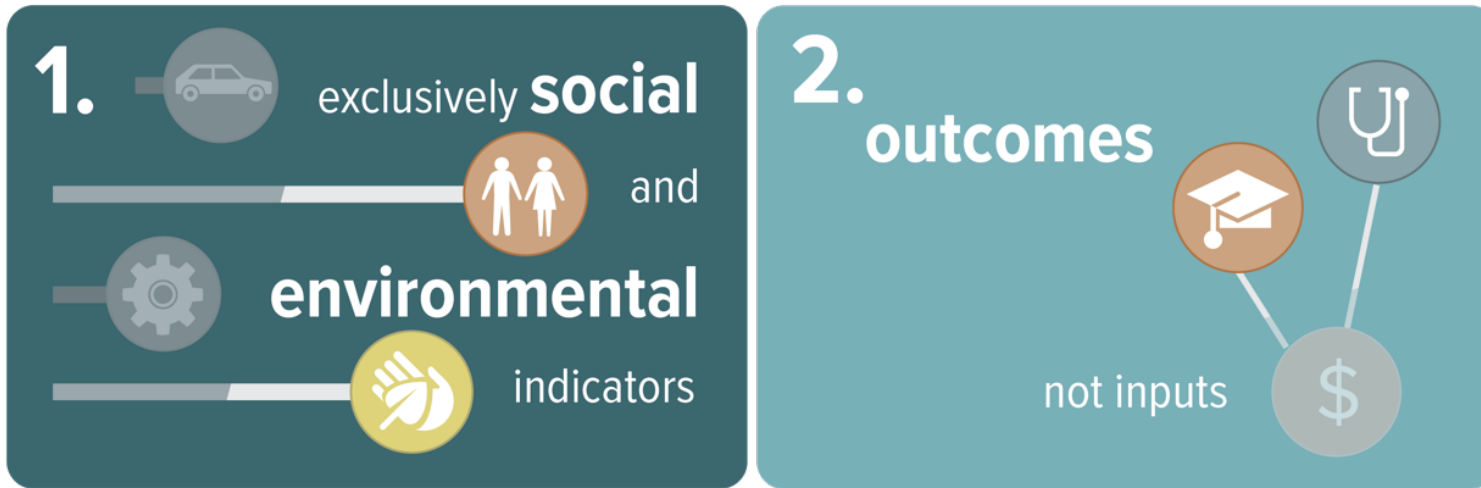 1.
exclusively social
and
environmental
indicators
2.
outcomes
$
not inputs